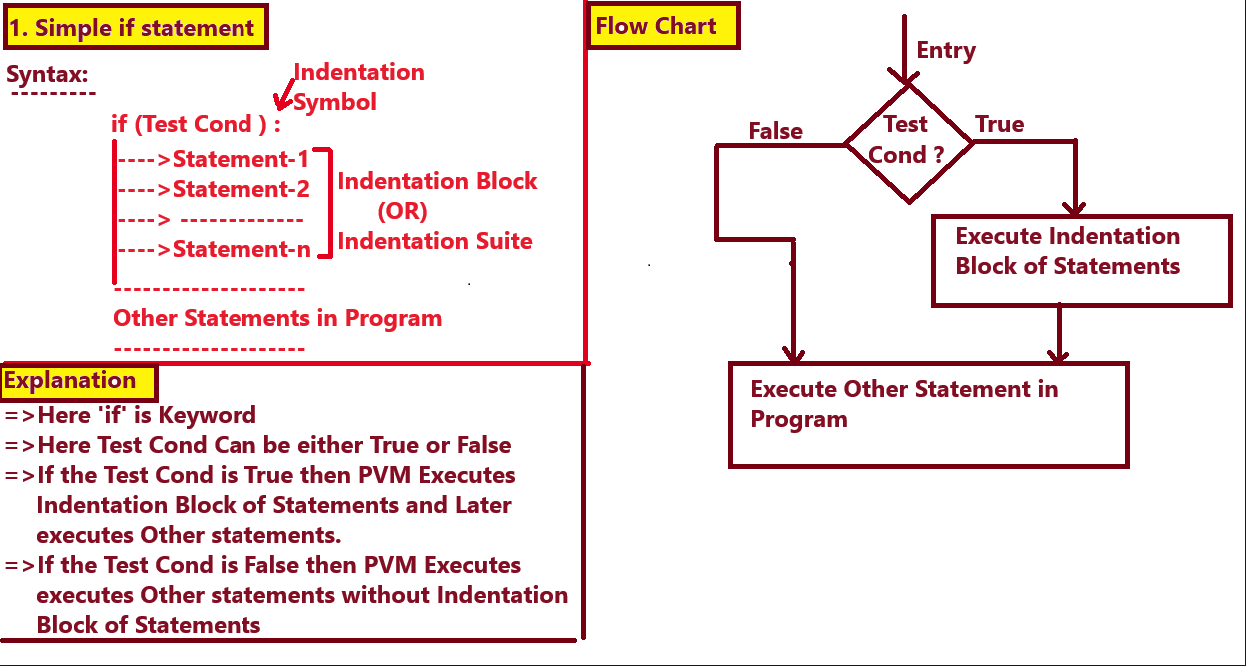 1. Simple if statement
Syntax:
---------
Indentation
Symbol
if (Test Cond ) :
---->Statement-1
---->Statement-2
----> -------------
---->Statement-n
Indentation Block
(OR)
Indentation Suite
--------------------
Other Statements in Program
--------------------
Explanation
=>Here 'if' is Keyword
=>Here Test Cond Can be either True or False
=>If the Test Cond is True then PVM Executes
Indentation Block of Statements and Later
executes Other statements.
=>If the Test Cond is False then PVM Executes
executes Other statements without Indentation
Block of Statements
Flow Chart
Entry
Test
Cond ?
False
True
Execute Indentation
Block of Statements
Execute Other Statement in
Program